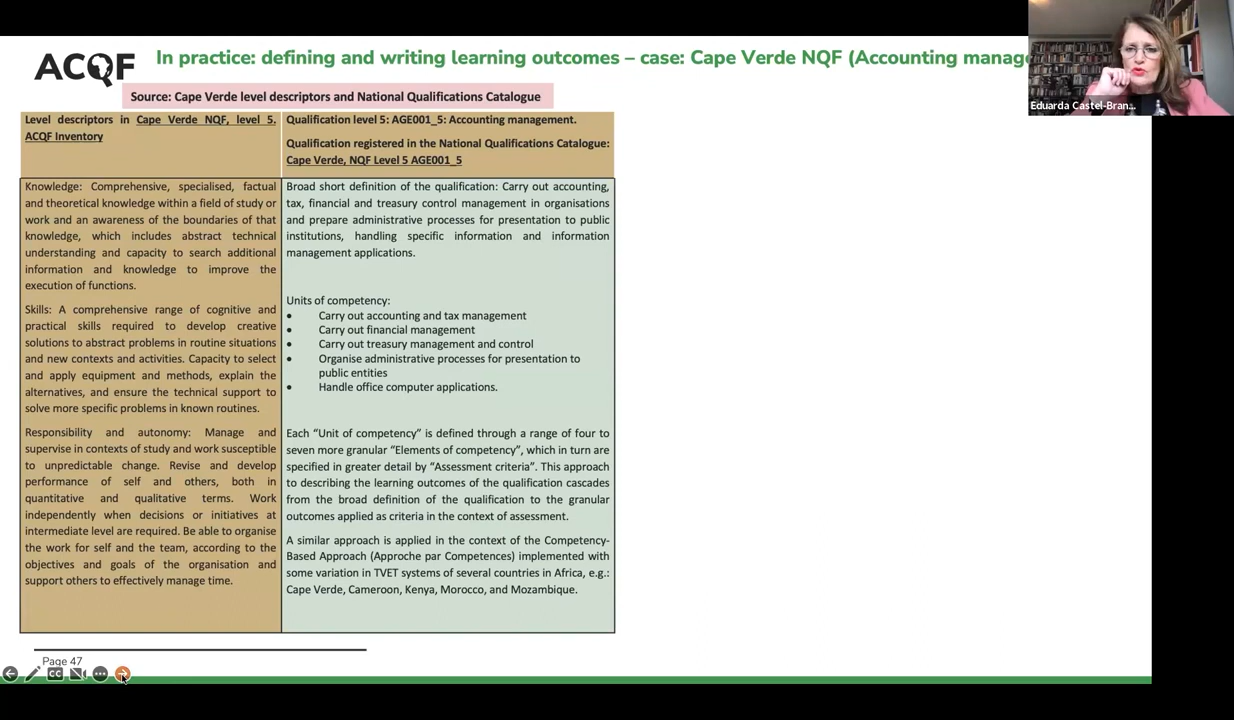 ACQF
In practice: defining and writing learning outcomes – case: Cape Verde NQF (Accounting manage
Eduarda Castel-Bran...
Source: Cape Verde level descriptors and National Qualifications Catalogue
Level descriptors in Cape Verde NQF, level 5.
ACQF Inventory
Qualification level 5: AGE001_5: Accounting management.
Qualification registered in the National Qualifications Catalogue:
Cape Verde, NQF Level 5 AGE001_5
Knowledge: Comprehensive, specialised, factual
and theoretical knowledge within a field of study or
work and an awareness of the boundaries of that
knowledge, which includes abstract technical
understanding and capacity to search additional
information and knowledge to improve the
execution of functions.
Skills: A comprehensive range of cognitive and
practical skills required to develop creative
solutions to abstract problems in routine situations
and new contexts and activities. Capacity to select
and apply equipment and methods, explain the
alternatives, and ensure the technical support to
solve more specific problems in known routines.
Responsibility and autonomy: Manage and
supervise in contexts of study and work susceptible
to unpredictable change. Revise and develop
performance of self and others, both in
quantitative and qualitative terms. Work
independently when decisions or initiatives at
intermediate level are required. Be able to organise
the work for self and the team, according to the
objectives and goals of the organisation and
support others to effectively manage time.
Broad short definition of the qualification: Carry out accounting,
tax, financial and treasury control management in organisations
and prepare administrative processes for presentation to public
institutions, handling specific information and information
management applications.
Units of competency:
• Carry out accounting and tax management
• Carry out financial management
• Carry out treasury management and control
• Organise administrative processes for presentation to
public entities
• Handle office computer applications.
Each “Unit of competency” is defined through a range of four to
seven more granular “Elements of competency”, which in turn are
specified in greater detail by “Assessment criteria”. This approach
to describing the learning outcomes of the qualification cascades
from the broad definition of the qualification to the granular
outcomes applied as criteria in the context of assessment.
A similar approach is applied in the context of the Competency-
Based Approach (Approche par Competences) implemented with
some variation in TVET systems of several countries in Africa, e.g.:
Cape Verde, Cameroon, Kenya, Morocco, and Mozambique.
Page 47
CC